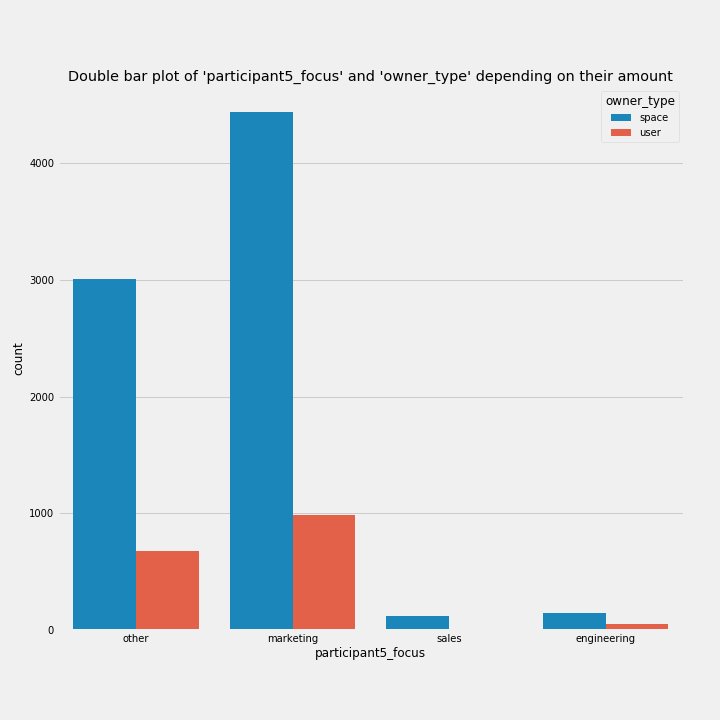 Double bar plot of 'participant5_focus' and 'owner_type' depending on their amount
owner_type
space
user
4000
3000
2000
1000
0
count
other
marketing
sales
engineering
participant5_focus